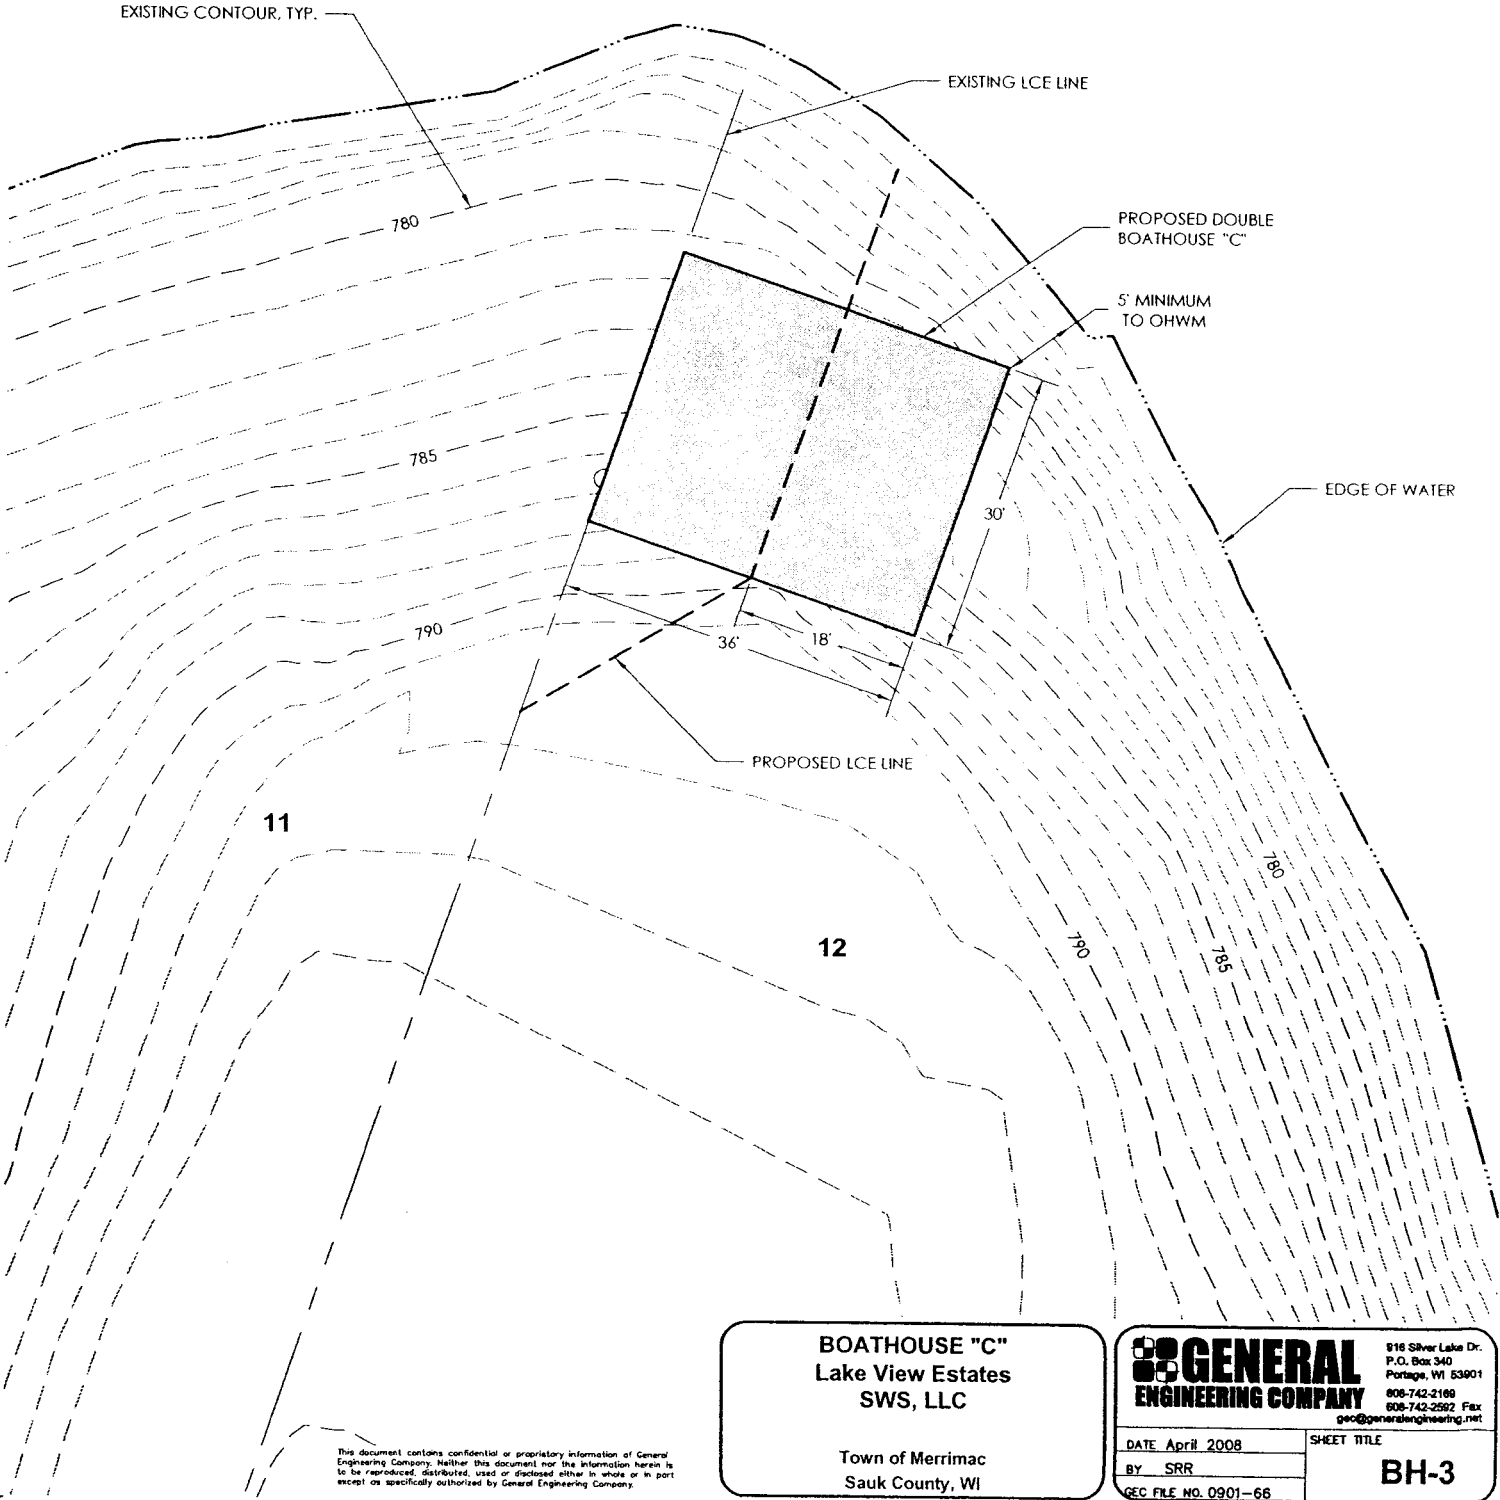 EXISTING CONTOUR, TYP.
EXISTING LCE LINE
780
PROPOSED DOUBLE
BOATHOUSE "C"
5' MINIMUM
TO OHWM
785
EDGE OF WATER
30'
790
36'
18'
PROPOSED LCE LINE
11
12
780
790
785
BOATHOUSE "C"
Lake View Estates
SWS, LLC
Town of Merrimac
Sauk County, WI
GENERAL
ENGINEERING COMPANY
916 Silver Lake Dr.
P.O. Box 340
Portage, WI 53901
608-742-2169
608-742-2592 Fax
gec@generalengineering.net
DATE April 2008
BY SRR
GEC FILE NO. 0901-66
SHEET TITLE
BH-3
This document contains confidential or proprietary information of General
Engineering Company. Neither this document nor the information herein is
to be reproduced, distributed, used or disclosed either in whole or in part
except as specifically authorized by General Engineering Company.